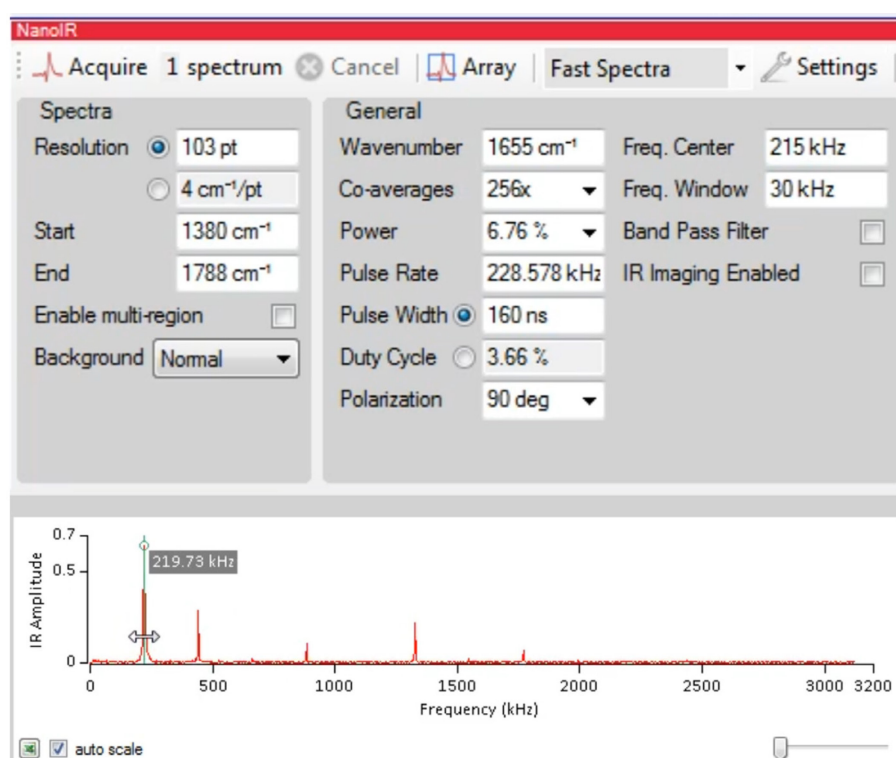 NanoIR
Acquire 1 spectrum Cancel Array Fast Spectra Settings
Spectra
Resolution 103 pt
4 cm⁻¹/pt
Start 1380 cm⁻¹
End 1788 cm⁻¹
Enable multi-region
Background Normal
General
Wavenumber 1655 cm⁻¹ Freq. Center 215 kHz
Co-averages 256x Freq. Window 30 kHz
Power 6.76 % Band Pass Filter
Pulse Rate 228.578 kHz IR Imaging Enabled
Pulse Width 160 ns
Duty Cycle 3.66 %
Polarization 90 deg
0.7
0.5
0
IR Amplitude
219.73 kHz
0 500 1000 1500 2000 2500 3000 3200
Frequency (kHz)
auto scale